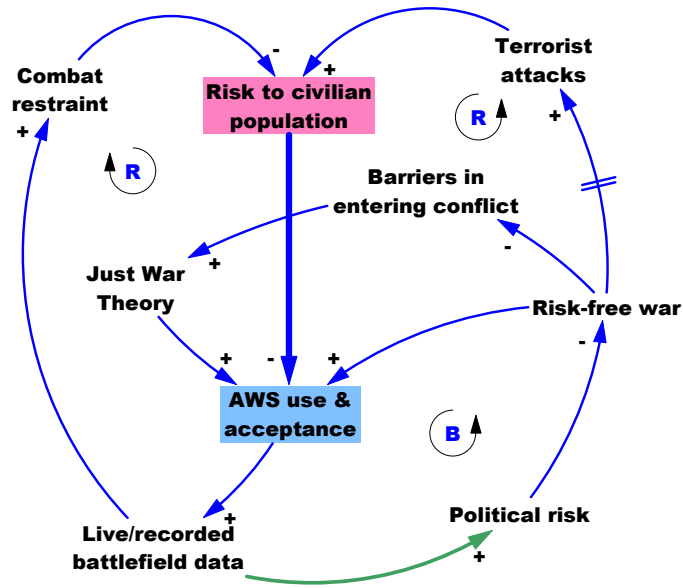 Terrorist
attacks
Combat
restraint
-
+
Risk to civilian
population
+
+
R
R
Barriers in
entering conflict
-
+
Just War
Theory
Risk-free war
-
+
-
+
AWS use &
acceptance
B
Political risk
+
Live/recorded
battlefield data
+